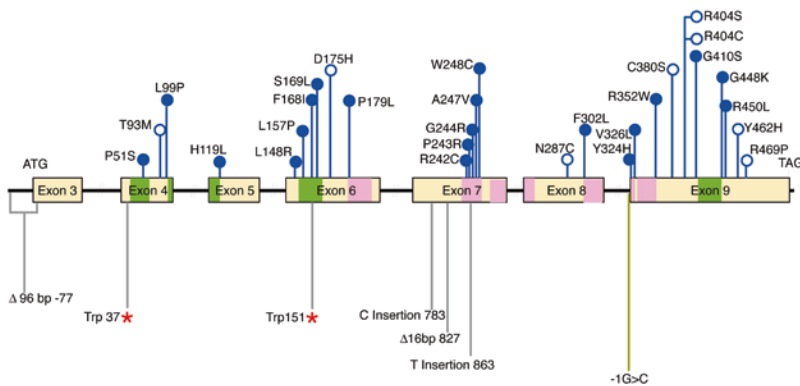 R404S
R404C
D175H
W248C
C380S
G410S
S169L
L99P
F168I
P179L
A247V
R352W
G448K
R450L
T93M
L157P
G244R
F302L
V326L
Y462H
P243R
P51S
H119L
L148R
R242C
N287C
Y324H
R469P
ATG
TAG
Exon 3
Exon 4
Exon 5
Exon 6
Exon 7
Exon 8
Exon 9
Δ 96 bp -77
Trp 37 *
Trp151 *
C Insertion 783
Δ16bp 827
T Insertion 863
-1G>C